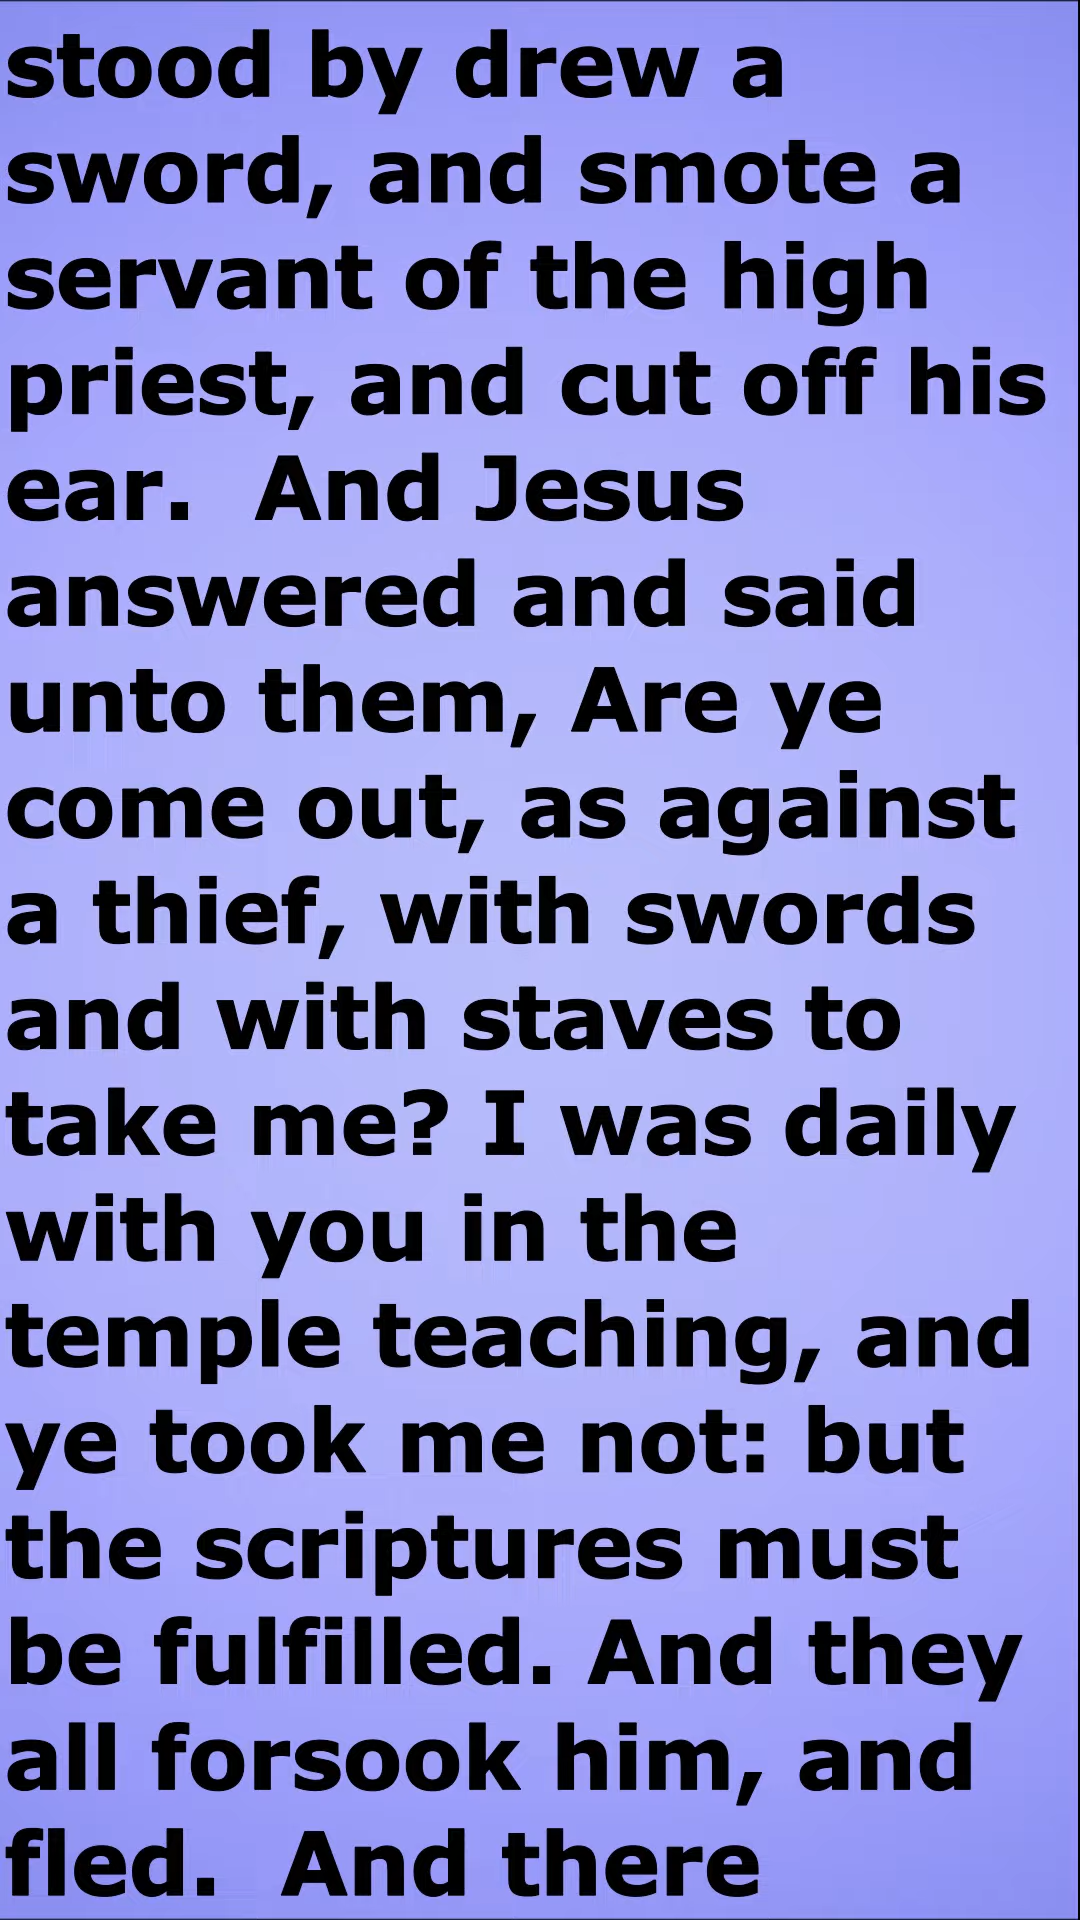 stood by drew a
sword, and smote a
servant of the high
priest, and cut off his
ear.  And Jesus
answered and said
unto them, Are ye
come out, as against
a thief, with swords
and with staves to
take me? I was daily
with you in the
temple teaching, and
ye took me not: but
the scriptures must
be fulfilled. And they
all forsook him, and
fled.  And there